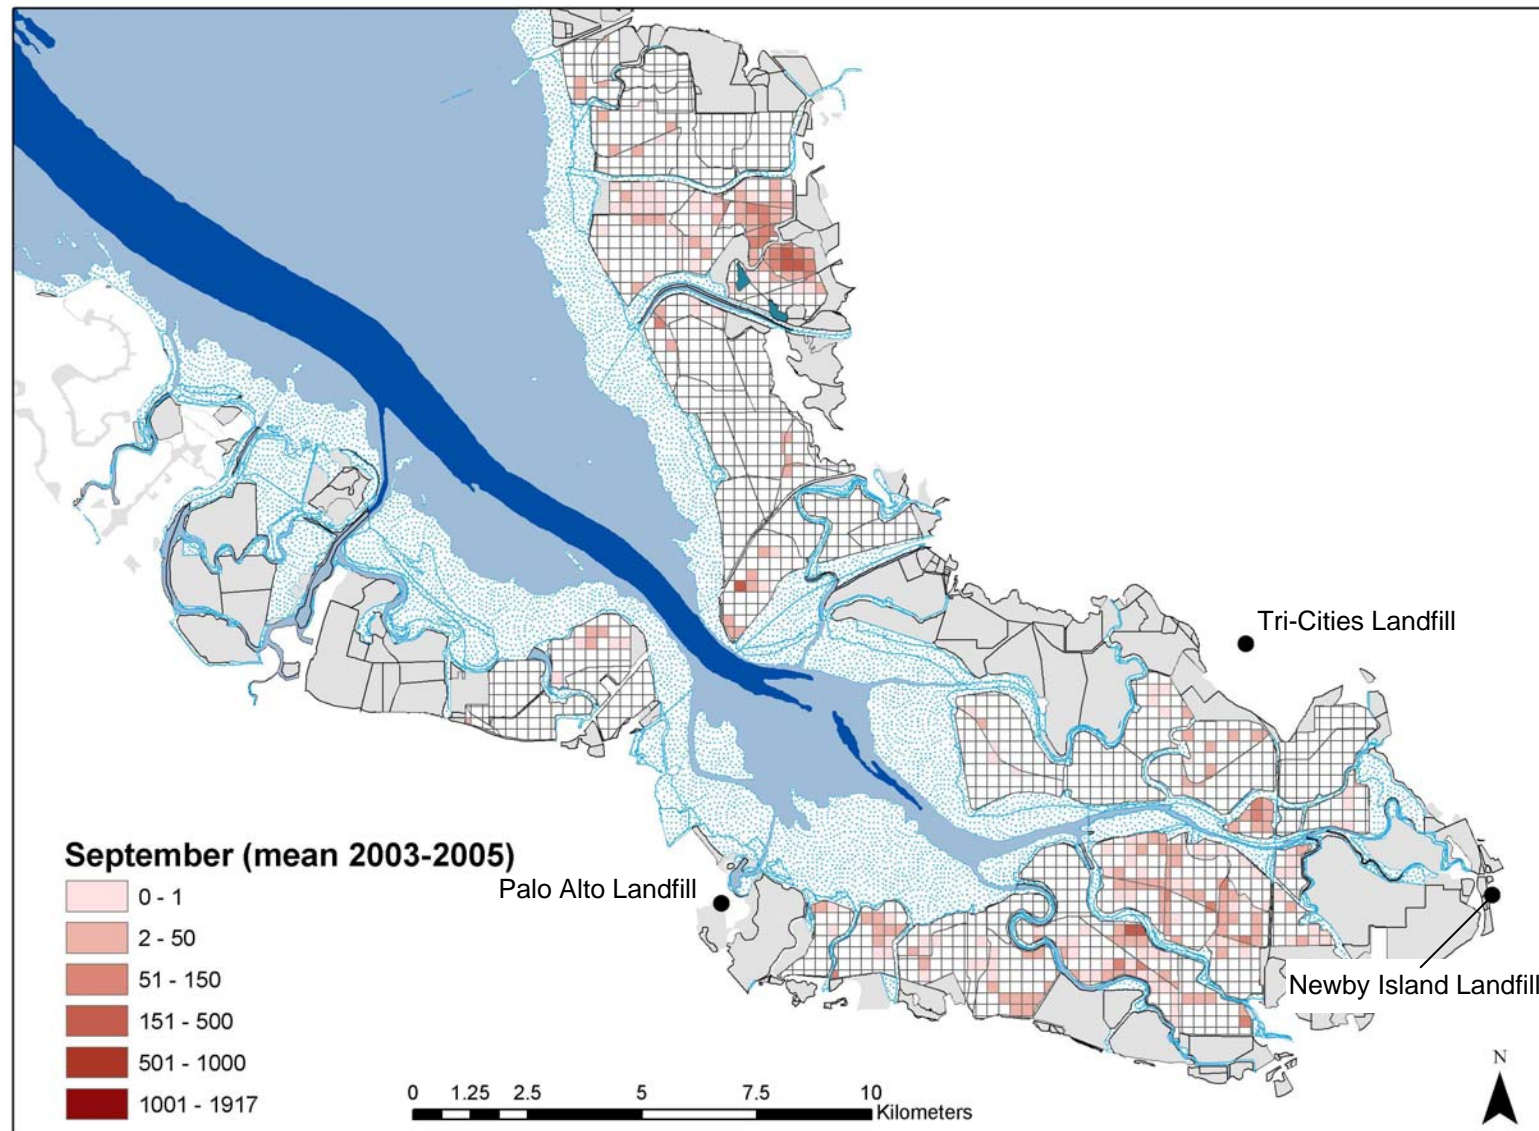 Tri-Cities Landfill
Palo Alto Landfill
Newby Island Landfill
September (mean 2003-2005)
0 - 1
2 - 50
51 - 150
151 - 500
501 - 1000
1001 - 1917
0 1.25 2.5 5 7.5 10
Kilometers
N